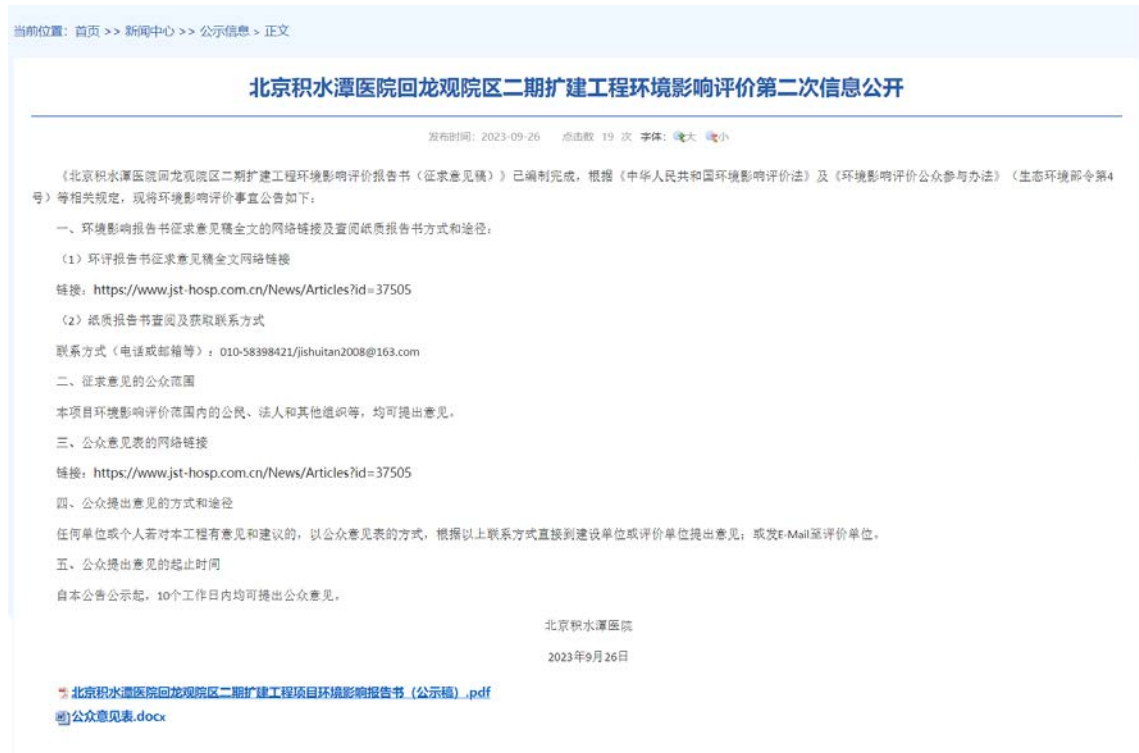 当前位置：首页 >> 新闻中心 >> 公示信息 > 正文
北京积水潭医院回龙观院区二期扩建工程环境影响评价第二次信息公开
发布时间：2023-09-26 点击数 19 次 字体：大 小
《北京积水潭医院回龙观院区二期扩建工程环境影响评价报告书（征求意见稿）》已编制完成，根据《中华人民共和国环境影响评价法》及《环境影响评价公众参与办法》（生态环境部令第4
号）等相关规定，现将环境影响评价事宜公告如下：
一、环境影响报告书征求意见稿全文的网络链接及查阅纸质报告书方式和途径：
（1）环评报告书征求意见稿全文网络链接
链接：https://www.jst-hosp.com.cn/News/Articles?id=37505
（2）纸质报告书查阅及获取联系方式
联系方式（电话或邮箱等）：010-58398421/jishuitan2008@163.com
二、征求意见的公众范围
本项目环境影响评价范围内的公民、法人和其他组织等，均可提出意见。
三、公众意见表的网络链接
链接：https://www.jst-hosp.com.cn/News/Articles?id=37505
四、公众提出意见的方式和途径
任何单位或个人若对本工程有意见和建议的，以公众意见表的方式，根据以上联系方式直接到建设单位或评价单位提出意见；或发E-Mail至评价单位。
五、公众提出意见的起止时间
自本公告公示起，10个工作日内均可提出公众意见。
北京积水潭医院
2023年9月26日
北京积水潭医院回龙观院区二期扩建工程项目环境影响报告书（公示稿）.pdf
公众意见表.docx